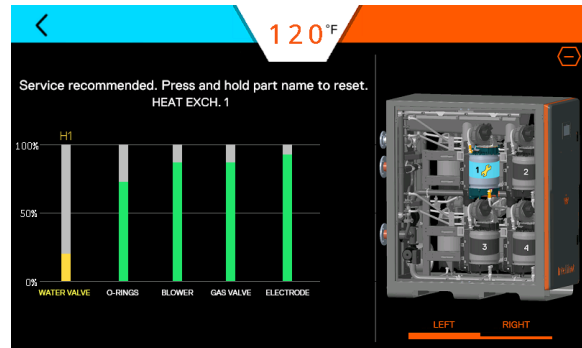 120°F
Service recommended. Press and hold part name to reset.
HEAT EXCH. 1
H1
100%
50%
0%
WATER VALVE O-RINGS BLOWER GAS VALVE ELECTRODE
1 2
3 4
LEFT RIGHT